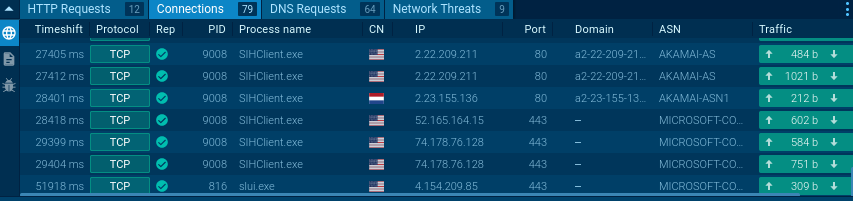 HTTP Requests 12 Connections 79 DNS Requests 64 Network Threats 9
Timeshift Protocol Rep PID Process name CN IP Port Domain ASN Traffic
27405 ms TCP 9008 SIHClient.exe 2.22.209.211 80 a2-22-209-21... AKAMAI-AS 484 b
27412 ms TCP 9008 SIHClient.exe 2.22.209.211 80 a2-22-209-21... AKAMAI-AS 1021 b
28401 ms TCP 9008 SIHClient.exe 2.23.155.136 80 a2-23-155-13... AKAMAI-ASN1 212 b
28418 ms TCP 9008 SIHClient.exe 52.165.164.15 443 – MICROSOFT-CO... 602 b
29399 ms TCP 9008 SIHClient.exe 74.178.76.128 443 – MICROSOFT-CO... 584 b
29404 ms TCP 9008 SIHClient.exe 74.178.76.128 443 – MICROSOFT-CO... 751 b
51918 ms TCP 816 slui.exe 4.154.209.85 443 – MICROSOFT-CO... 309 b